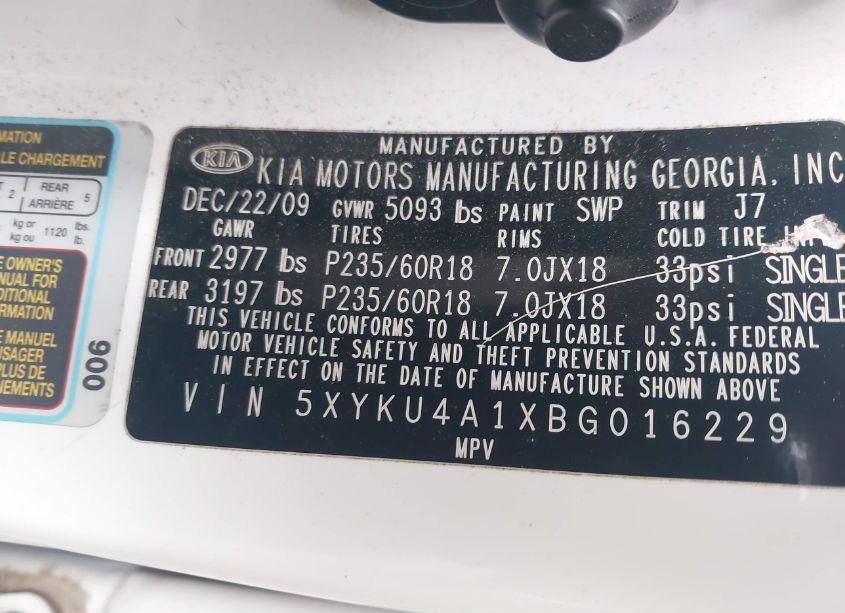 MANUFACTURED BY
KIA KIA MOTORS MANUFACTURING GEORGIA, INC
DEC/22/09 GVWR 5093 lbs PAINT SWP TRIM J7
GAWR TIRES RIMS COLD TIRE
FRONT 2977 lbs P235/60R18 7.0JX18 33psi SINGLE
REAR 3197 lbs P235/60R18 7.0JX18 33psi SINGLE
THIS VEHICLE CONFORMS TO ALL APPLICABLE U.S.A. FEDERAL
MOTOR VEHICLE SAFETY AND THEFT PREVENTION STANDARDS
IN EFFECT ON THE DATE OF MANUFACTURE SHOWN ABOVE
VIN 5XYKU4A1XBG016229
MPV
MATION
LE CHARGEMENT
2 REAR 5
ARRIÈRE
kg or 1120 lbs.
kg ou lb.
E OWNER'S
NUAL FOR
DITIONAL
ORMATION
E MANUEL
USAGER
PLUS DE
NEMENTS
006